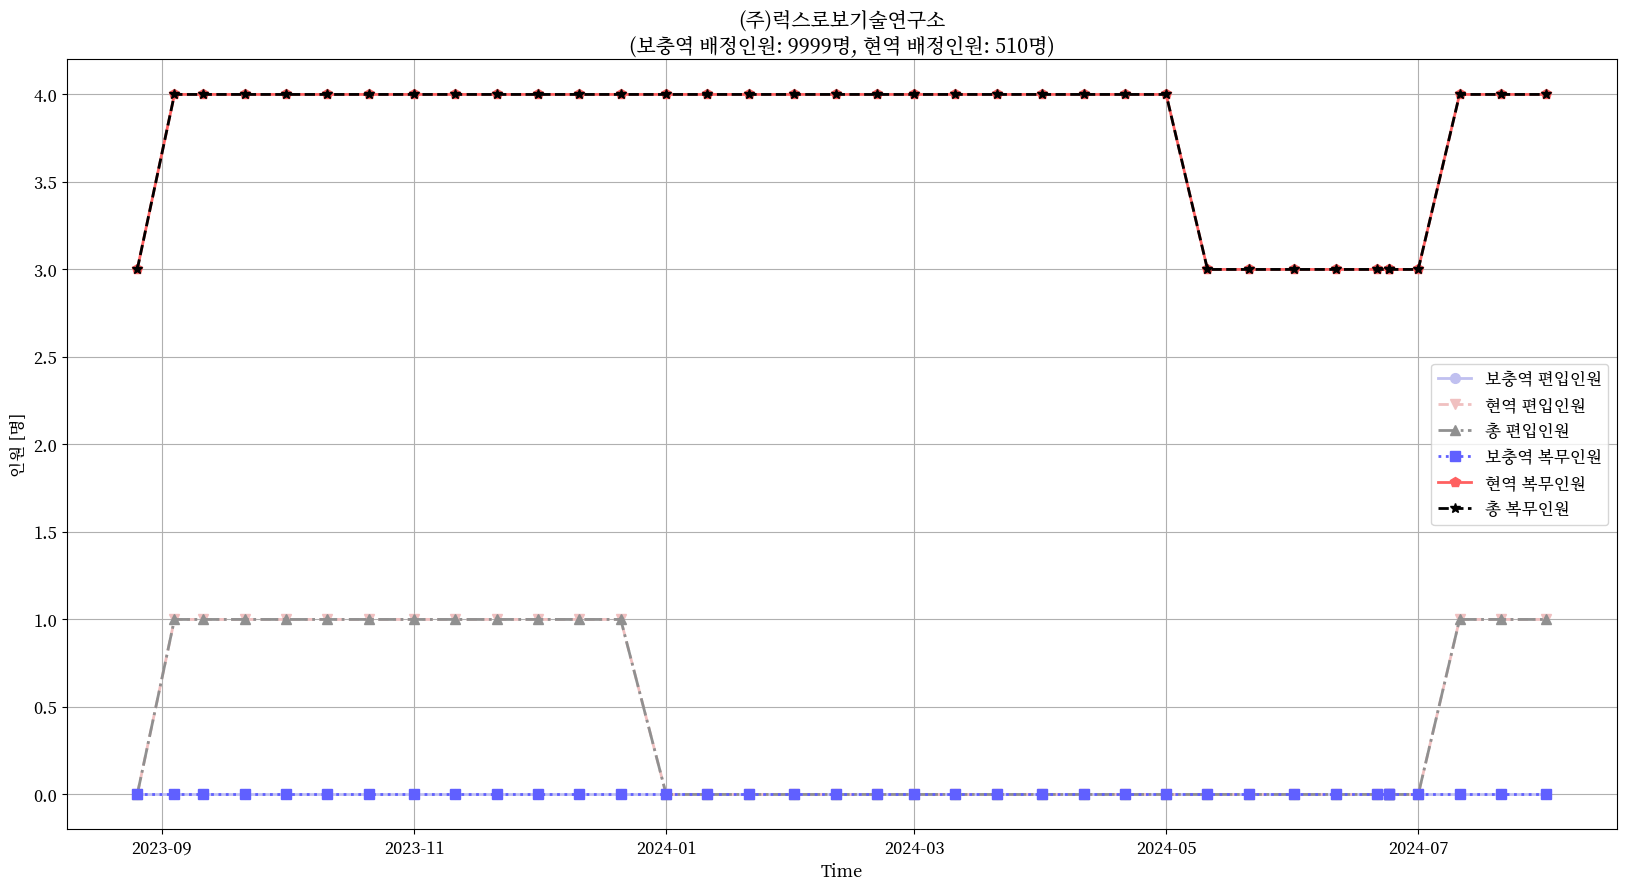 (주)럭스로보기술연구소
(보충역 배정인원: 9999명, 현역 배정인원: 510명)
인원 [명]
4.0
3.5
3.0
2.5
2.0
1.5
1.0
0.5
0.0
보충역 편입인원
현역 편입인원
총 편입인원
보충역 복무인원
현역 복무인원
총 복무인원
2023-09
2023-11
2024-01
2024-03
2024-05
2024-07
Time